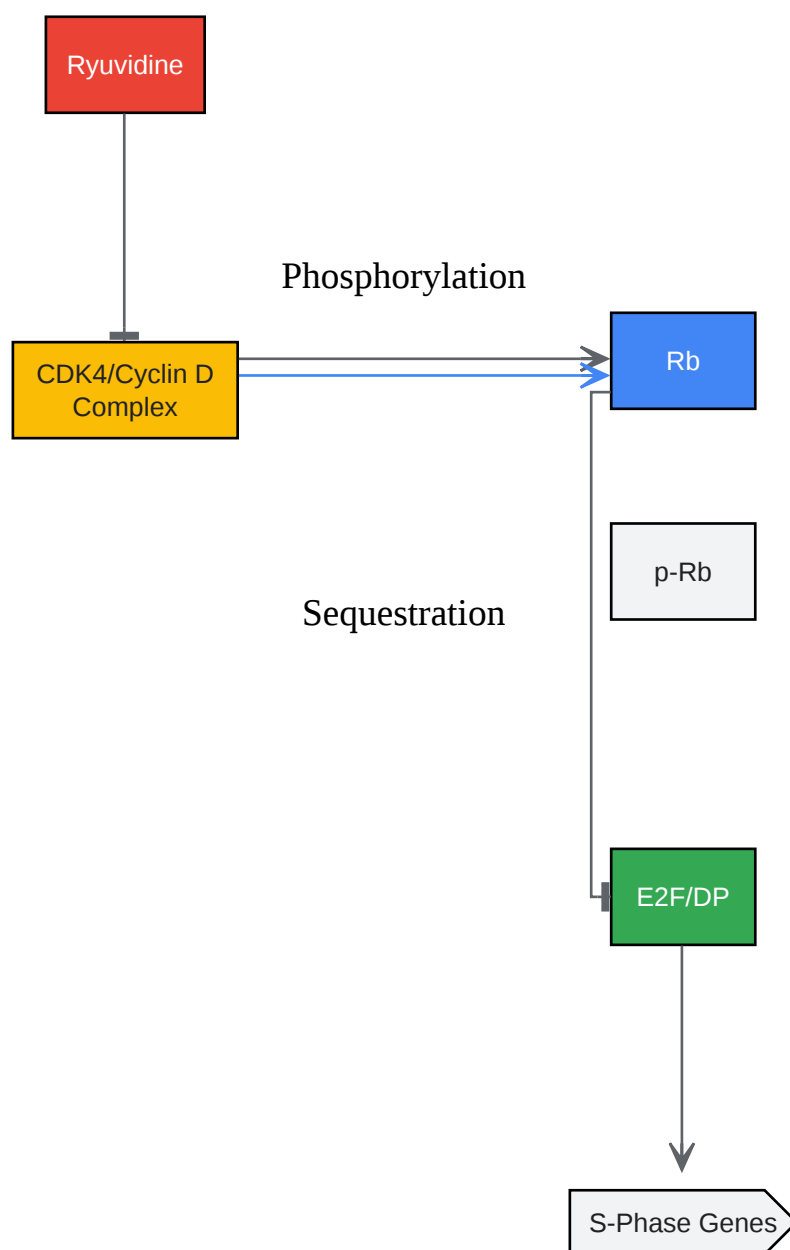 Ryuvidine
Phosphorylation
CDK4/Cyclin D
Complex
Rb
p-Rb
Sequestration
E2F/DP
S-Phase Genes